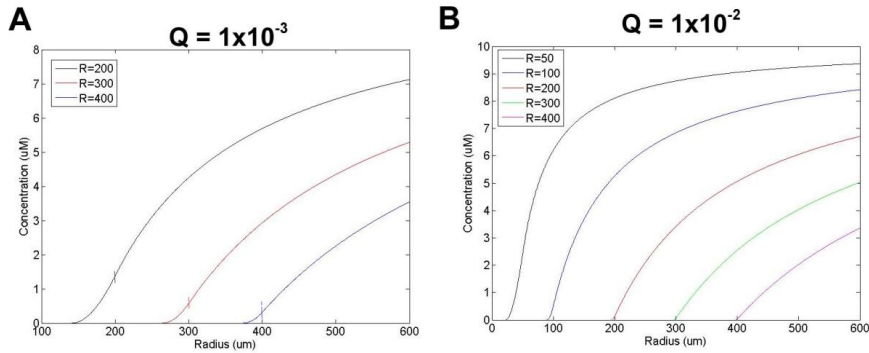 A
Q = 1x10-3
8
7
6
5
4
3
2
1
0
Concentration (uM)
R=200
R=300
R=400
100
200
300
400
500
600
Radius (um)
B
Q = 1x10-2
10
9
8
7
6
5
4
3
2
1
0
Concentration (uM)
R=50
R=100
R=200
R=300
R=400
0
100
200
300
400
500
600
Radius (um)